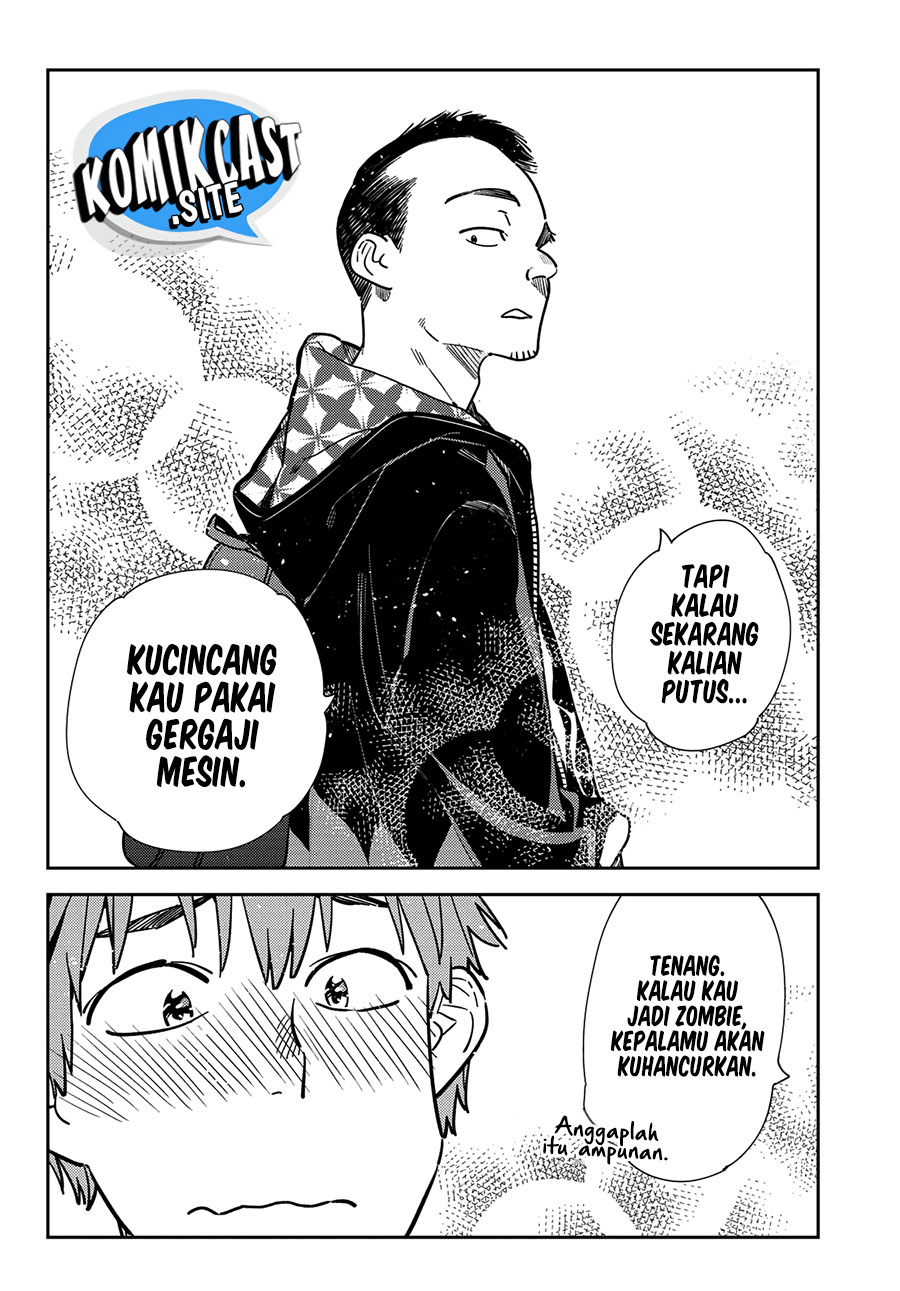 KOMIKCAST
.SITE
TAPI
KALAU
SEKARANG
KALIAN
PUTUS...
KUCINCANG
KAU PAKAI
GERGAJI
MESIN.
TENANG.
KALAU KAU
JADI ZOMBIE,
KEPALAMU AKAN
KUHANCURKAN.
Anggaplah
itu ampunan.